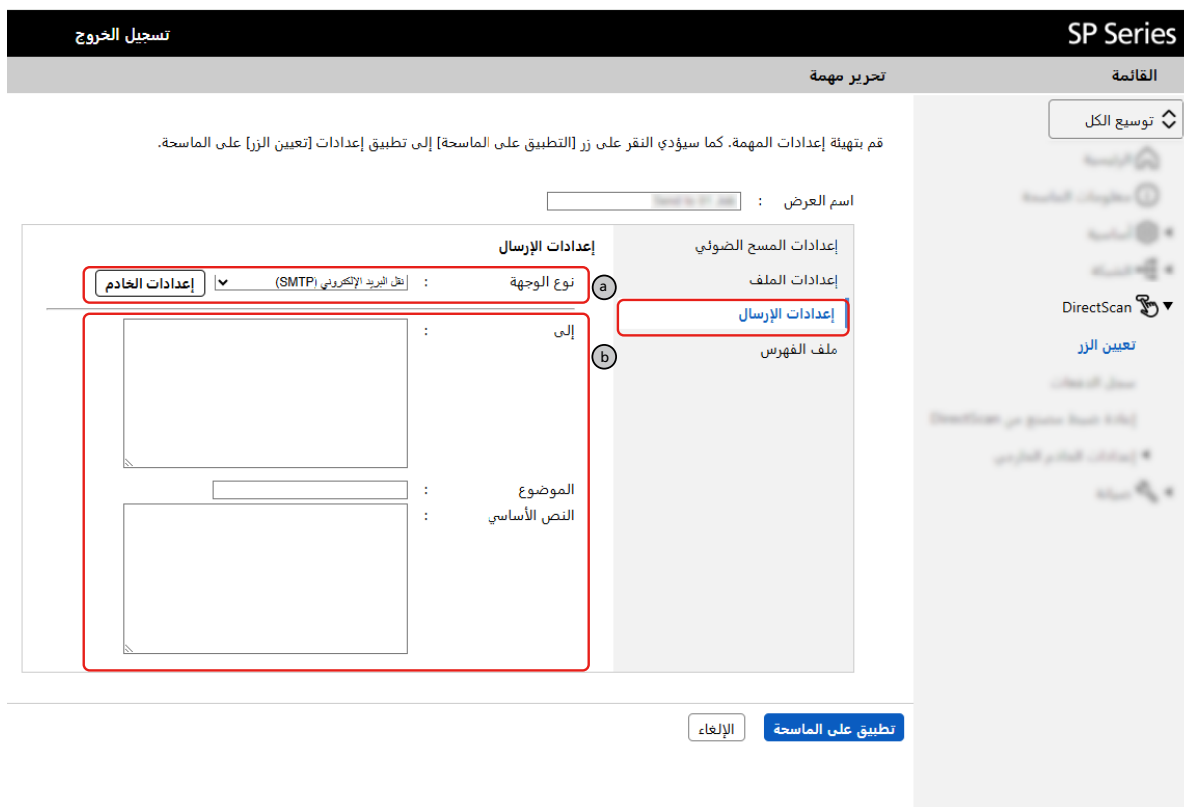 SP Series
تسجيل الخروج
القائمة
تحرير مهمة
توسيع الكل
DirectScan
تعيين الزر
قم بتهيئة إعدادات المهمة. كما سيؤدي النقر على زر [التطبيق على الماسحة] إلى تطبيق إعدادات [تعيين الزر] على الماسحة.
اسم العرض :
إعدادات المسح الضوئي
إعدادات الملف
إعدادات الإرسال
ملف الفهرس
إعدادات الإرسال
a
نوع الوجهة : نقل البريد الإلكتروني (SMTP) إعدادات الخادم
b
إلى :
الموضوع :
النص الأساسي :
تطبيق على الماسحة
الإلغاء